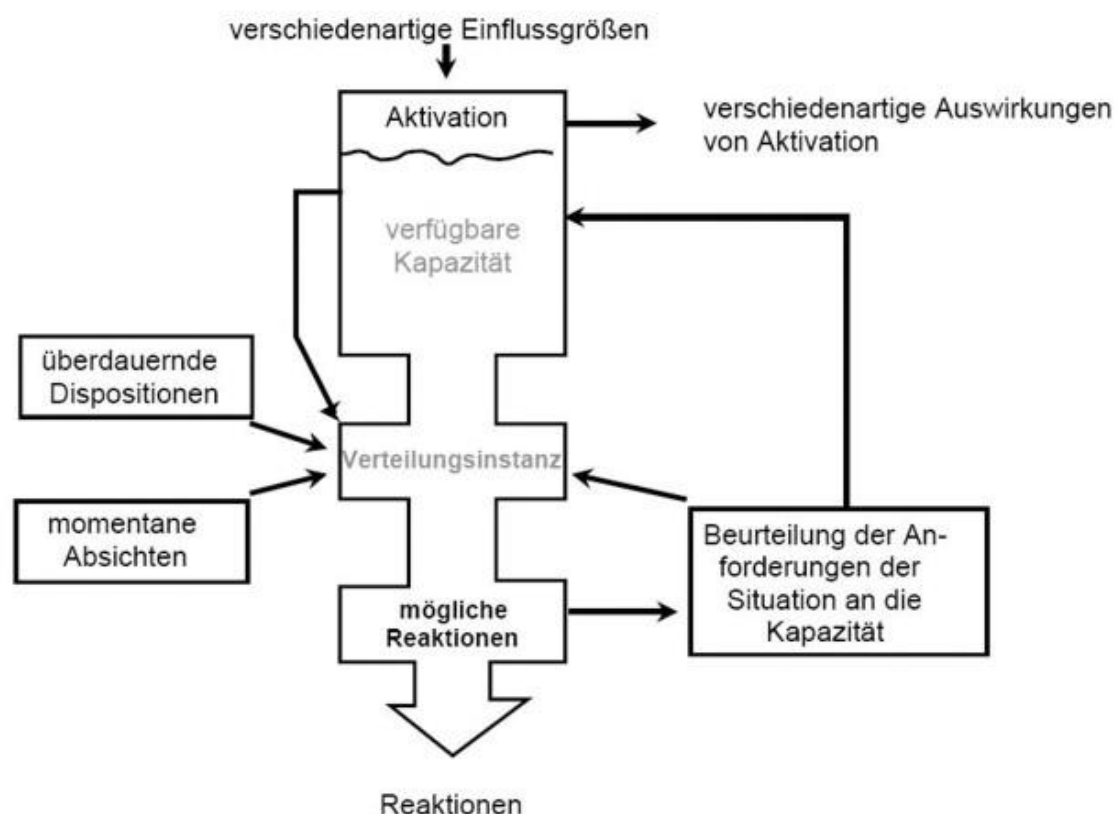 verschiedenartige Einflussgrößen
Aktivation
verschiedenartige Auswirkungen
von Aktivation
verfügbare
Kapazität
überdauernde
Dispositionen
Verteilungsinstanz
momentane
Absichten
Beurteilung der An-
forderungen der
Situation an die
Kapazität
mögliche
Reaktionen
Reaktionen